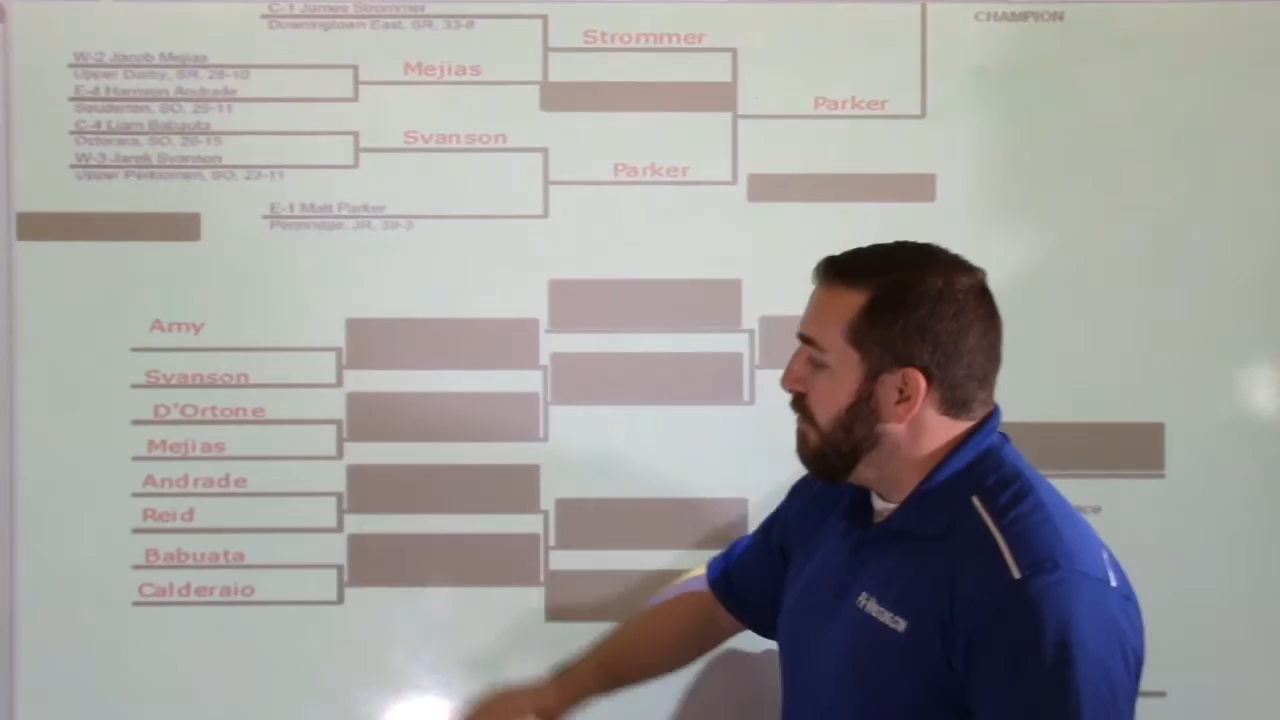 C-1 James Strommer
Downingtown East, SR, 33-8
CHAMPION
Strommer
W-2 Jacob Mejias
Upper Darby, SR, 28-10
Mejias
E-4 Harrison Andrade
Souderton, SO, 25-11
Parker
C-4 Liam Babauta
Octorara, SO, 26-15
Svanson
W-3 Jarek Svanson
Upper Perkiomen, SO, 23-11
Parker
E-1 Matt Parker
Pennridge, JR, 39-3
Amy
Svanson
D'Ortone
Mejias
Andrade
Reid
Babuata
Calderaio